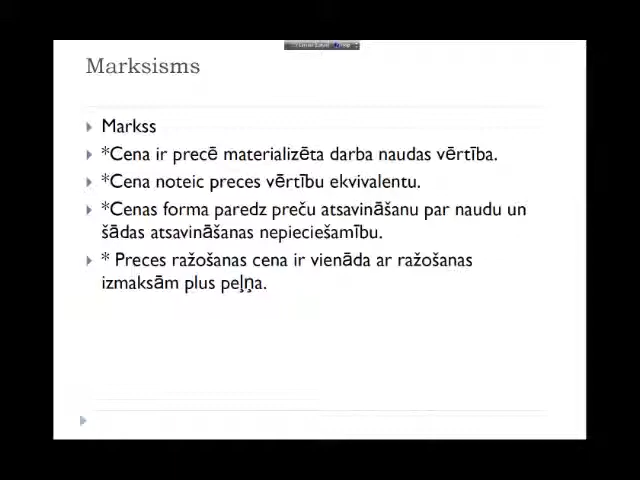 Marksisms
Markss
*Cena ir precē materializēta darba naudas vērtība.
*Cena noteic preces vērtību ekvivalentu.
*Cenas forma paredz preču atsavināšanu par naudu un
šādas atsavināšanas nepieciešamību.
* Preces ražošanas cena ir vienāda ar ražošanas
izmaksām plus peļņa.